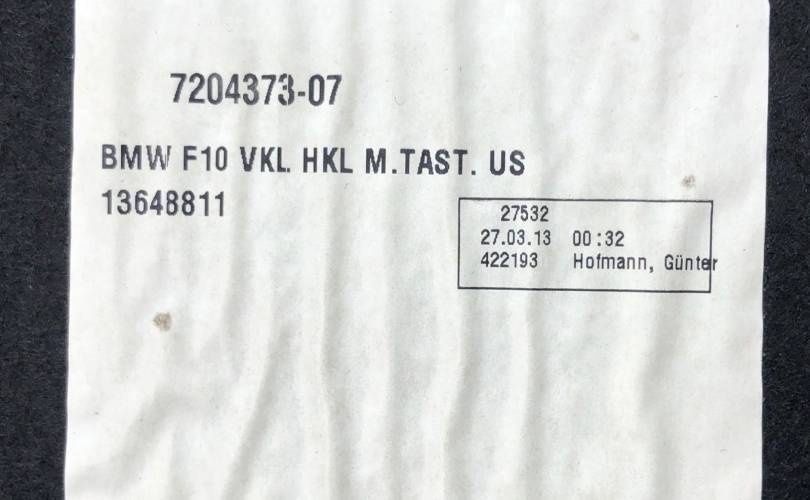 7204373-07
BMW F10 VKL. HKL M.TAST. US
13648811
27532
27.03.13 00:32
422193 Hofmann, Günter